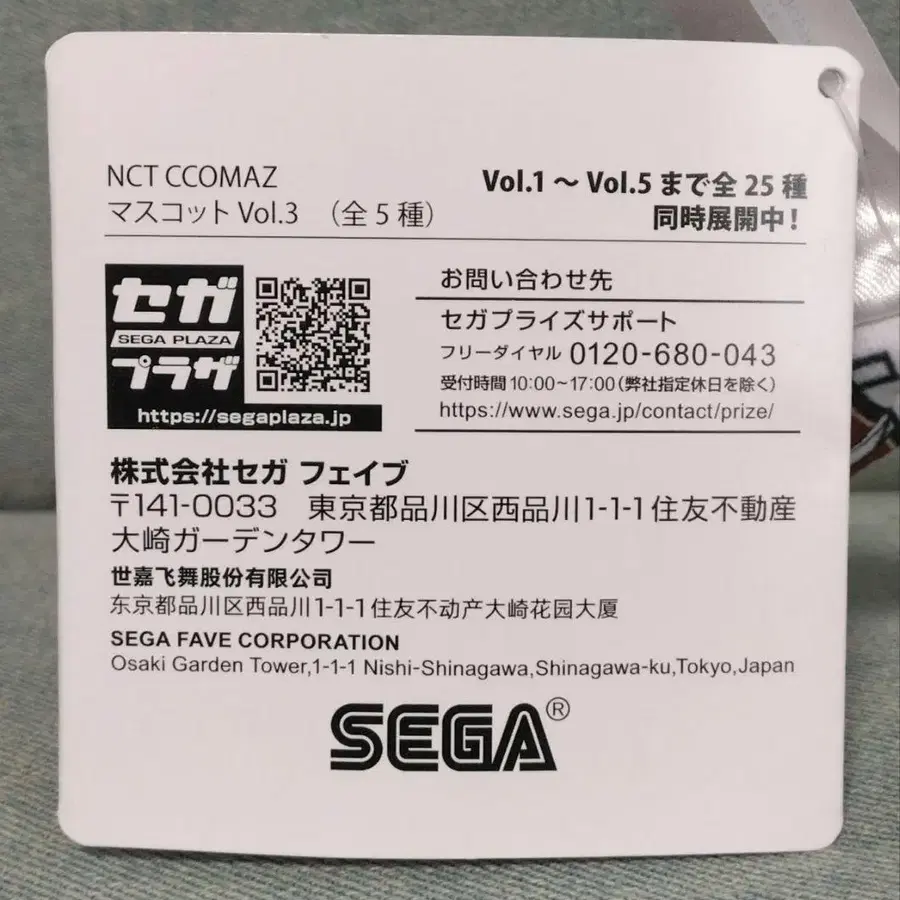 NCT CCOMAZ
マスコット Vol.3 （全 5 種）
Vol.1 ～ Vol.5 まで全 25 種
同時展開中！
セガ
SEGA PLAZA
プラザ
https://segaplaza.jp
お問い合わせ先
セガプライズサポート
フリーダイヤル 0120-680-043
受付時間 10:00~17:00 (弊社指定休日を除く)
https://www.sega.jp/contact/prize/
株式会社セガ フェイブ
〒141-0033 東京都品川区西品川1-1-1住友不動産
大崎ガーデンタワー
世嘉飞舞股份有限公司
东京都品川区西品川1-1-1住友不动产大崎花园大厦
SEGA FAVE CORPORATION
Osaki Garden Tower,1-1-1 Nishi-Shinagawa,Shinagawa-ku,Tokyo,Japan
SEGA®